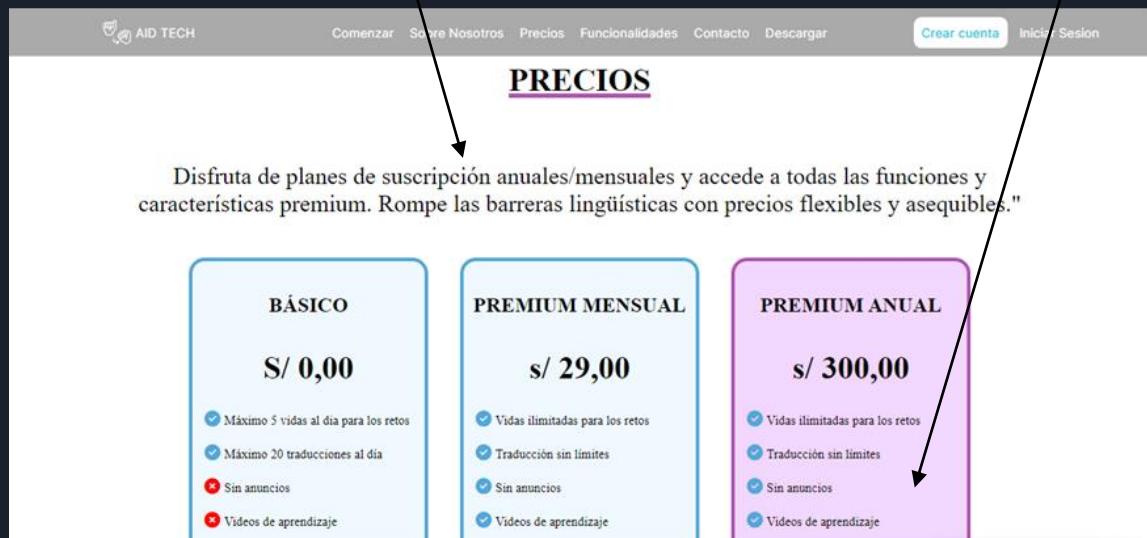 AID TECH
Comenzar Sobre Nosotros Precios Funcionalidades Contacto Descargar
Crear cuenta
Iniciar Sesion
PRECIOS
Disfruta de planes de suscripción anuales/mensuales y accede a todas las funciones y
características premium. Rompe las barreras lingüísticas con precios flexibles y asequibles."
BÁSICO
S/ 0,00
Máximo 5 vidas al dia para los retos
Máximo 20 traducciones al día
Sin anuncios
Videos de aprendizaje
PREMIUM MENSUAL
s/ 29,00
Vidas ilimitadas para los retos
Traducción sin límites
Sin anuncios
Videos de aprendizaje
PREMIUM ANUAL
s/ 300,00
Vidas ilimitadas para los retos
Traducción sin límites
Sin anuncios
Videos de aprendizaje